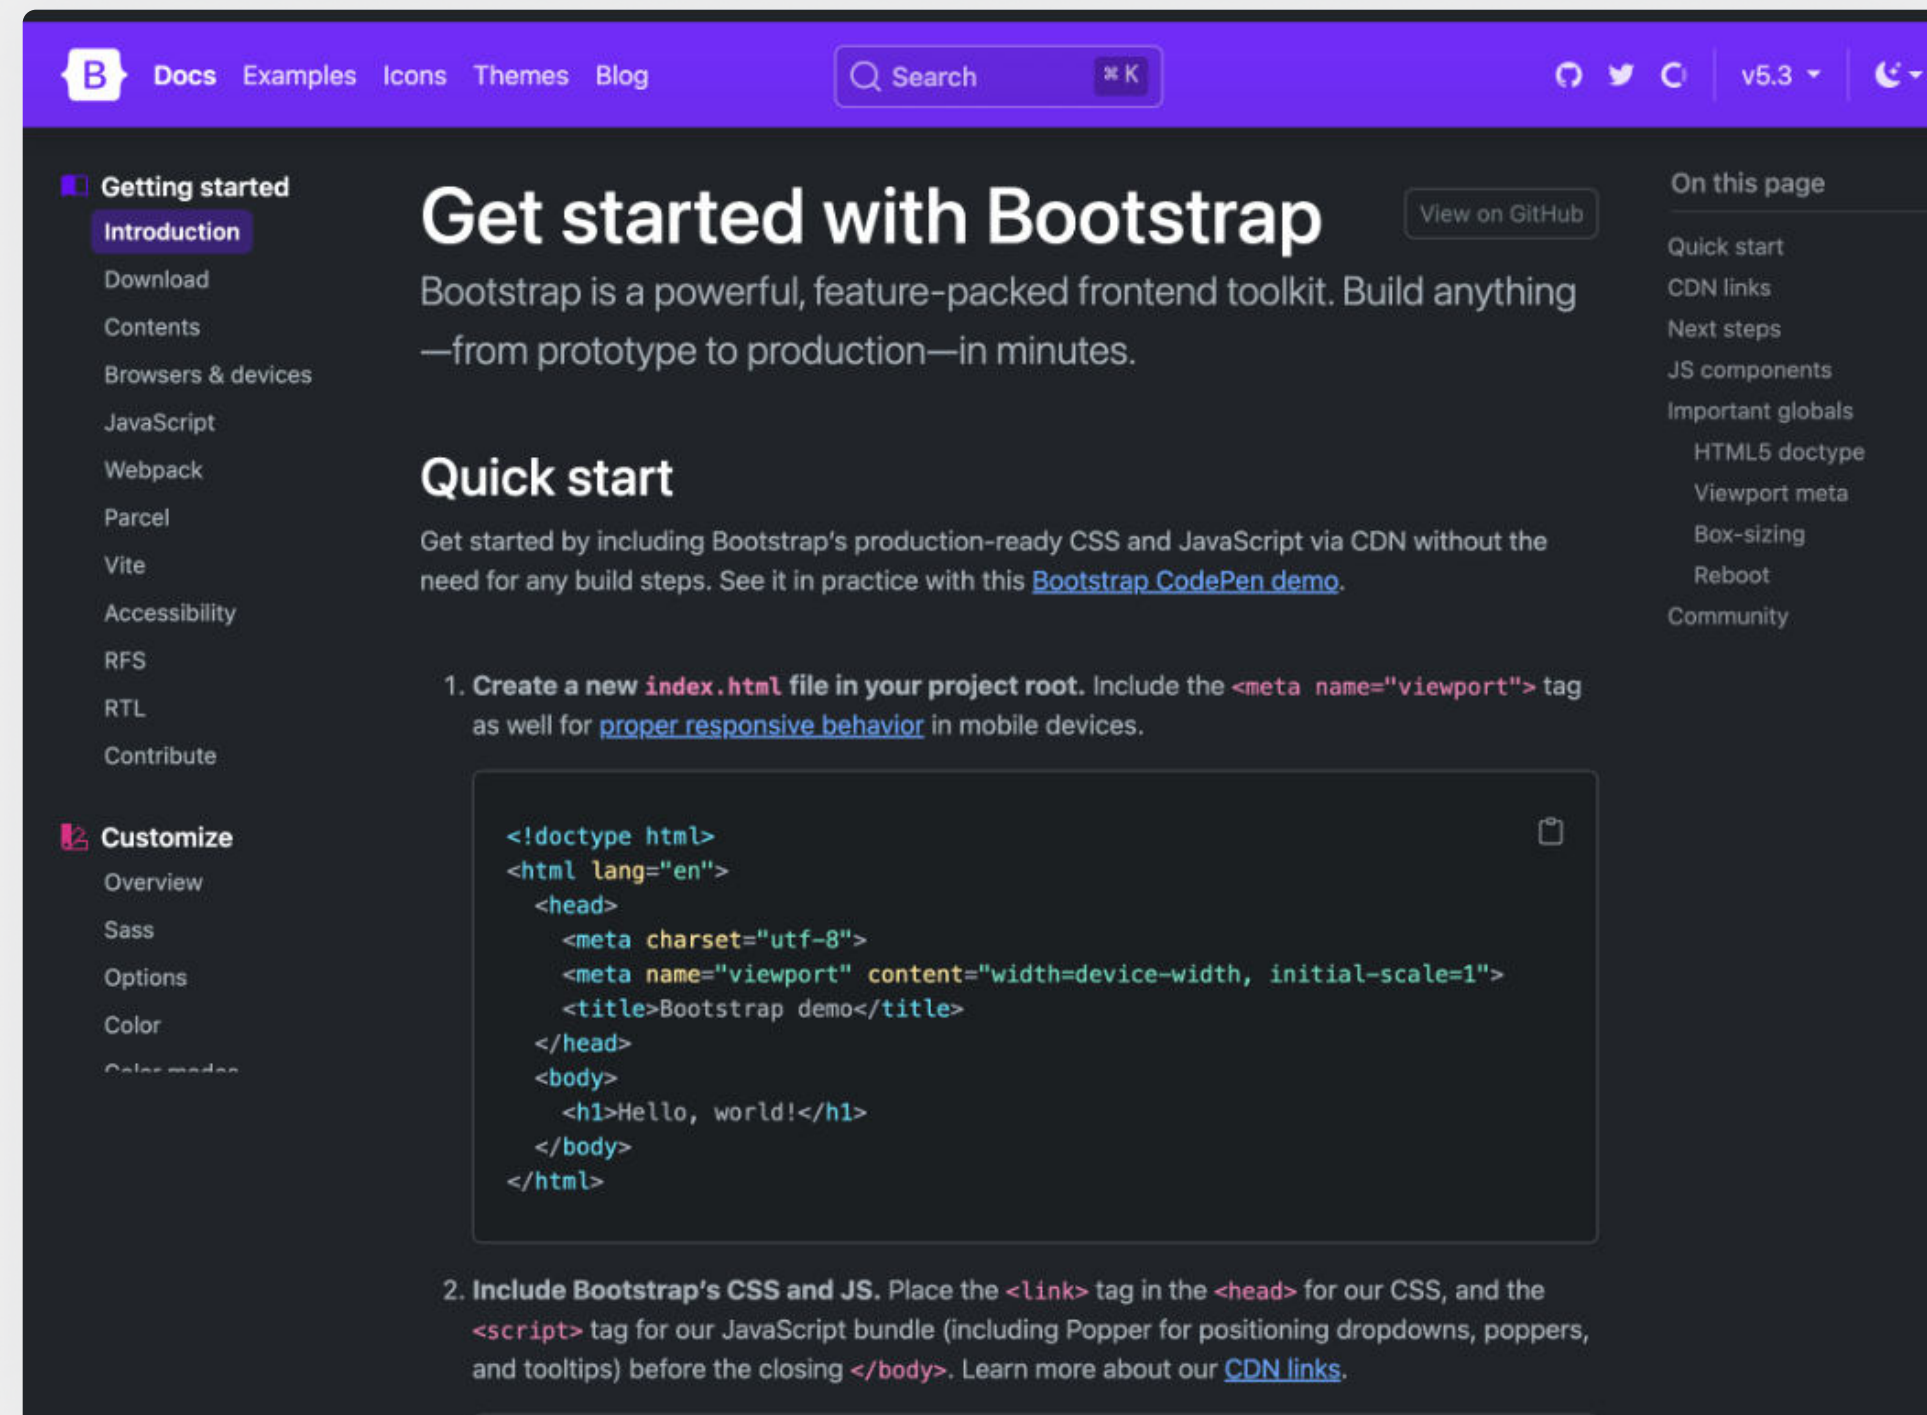 B
Docs Examples Icons Themes Blog
Search ⌘ K
v5.3
Getting started
Introduction
Download
Contents
Browsers & devices
JavaScript
Webpack
Parcel
Vite
Accessibility
RFS
RTL
Contribute
Customize
Overview
Sass
Options
Color
Color modes
Get started with Bootstrap
View on GitHub
Bootstrap is a powerful, feature-packed frontend toolkit. Build anything
—from prototype to production—in minutes.
Quick start
Get started by including Bootstrap’s production-ready CSS and JavaScript via CDN without the
need for any build steps. See it in practice with this Bootstrap CodePen demo.
1. Create a new index.html file in your project root. Include the <meta name="viewport"> tag
as well for proper responsive behavior in mobile devices.
<!doctype html>
<html lang="en">
  <head>
    <meta charset="utf-8">
    <meta name="viewport" content="width=device-width, initial-scale=1">
    <title>Bootstrap demo</title>
  </head>
  <body>
    <h1>Hello, world!</h1>
  </body>
</html>
2. Include Bootstrap’s CSS and JS. Place the <link> tag in the <head> for our CSS, and the
<script> tag for our JavaScript bundle (including Popper for positioning dropdowns, poppers,
and tooltips) before the closing </body>. Learn more about our CDN links.
On this page
Quick start
CDN links
Next steps
JS components
Important globals
HTML5 doctype
Viewport meta
Box-sizing
Reboot
Community